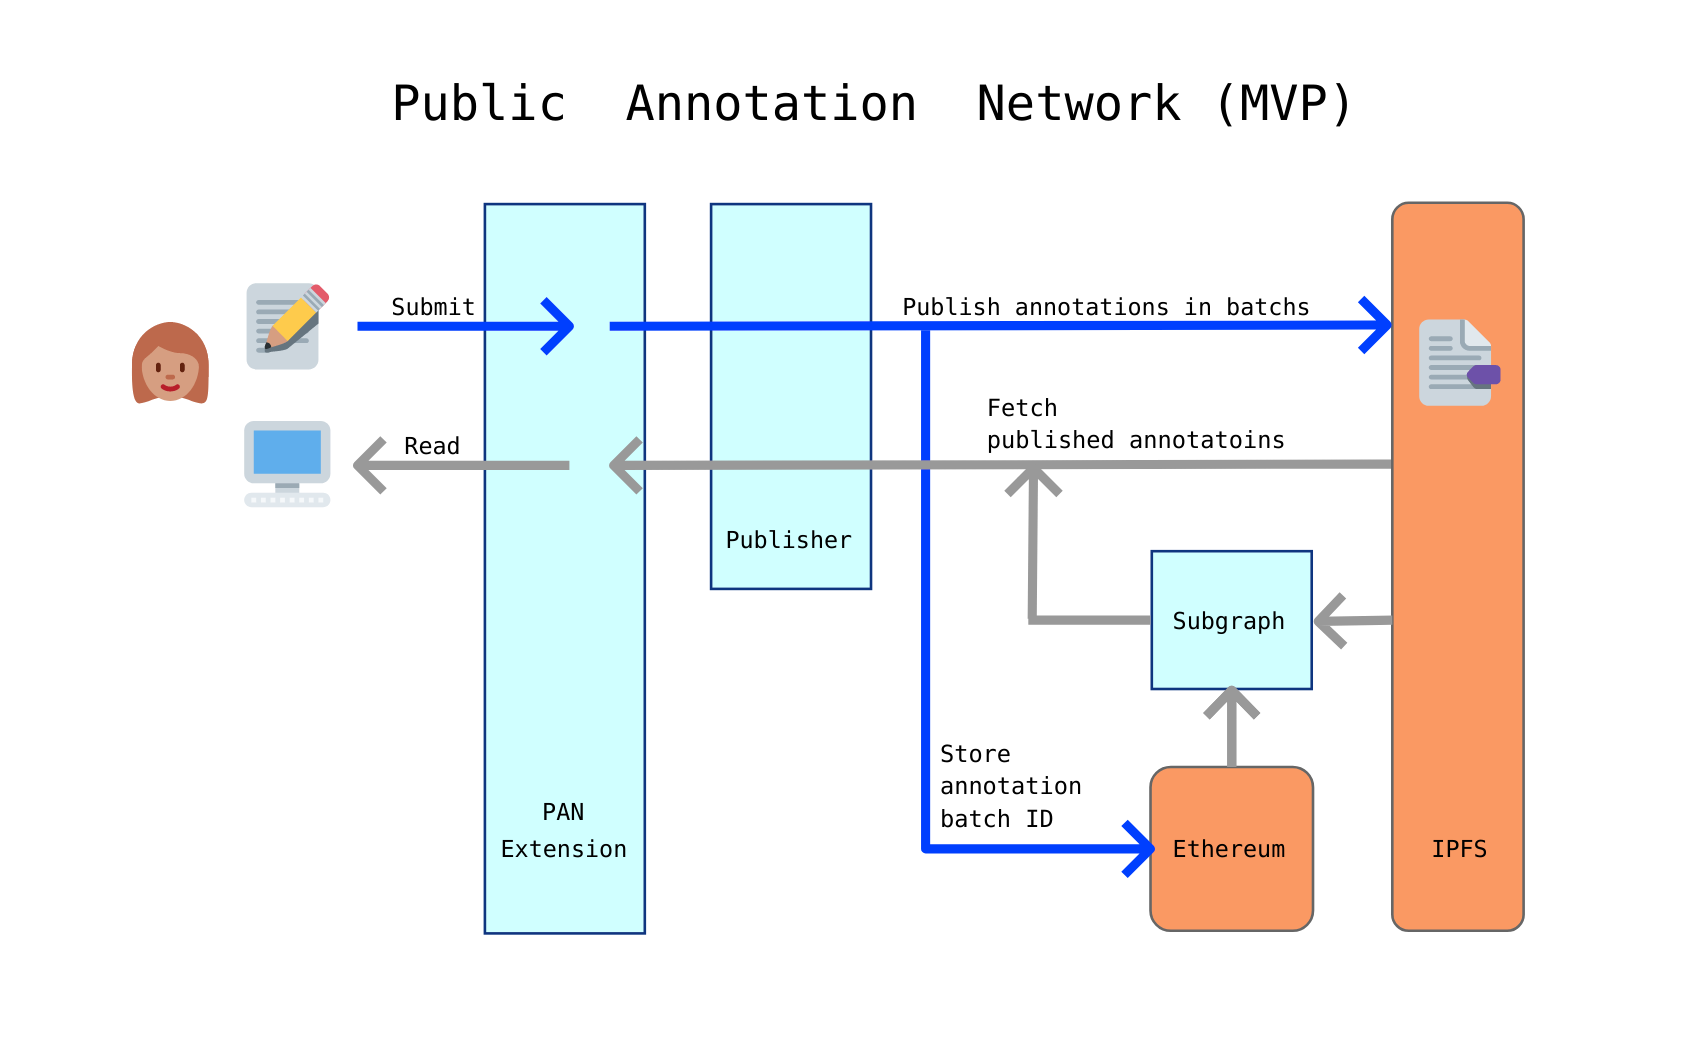 Public Annotation Network (MVP)
Submit
Publish annotations in batchs
Fetch
published annotatoins
Read
Publisher
Subgraph
Store
annotation
batch ID
PAN
Extension
Ethereum
IPFS